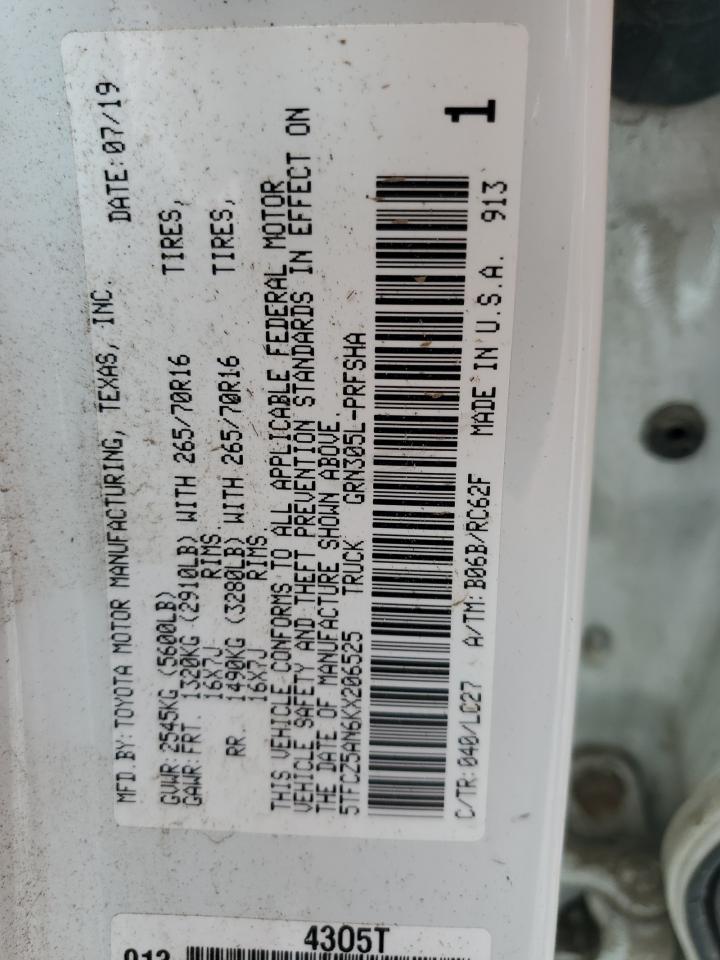 MFD.BY:TOYOTA MOTOR MANUFACTURING, TEXAS, INC. DATE:07/19
GVWR:2545KG (5600LB)
GAWR:FRT. 1320KG (2910LB) WITH 265/70R16 TIRES,
16X7J RIMS
RR. 1490KG (3280LB) WITH 265/70R16 TIRES,
16X7J RIMS
THIS VEHICLE CONFORMS TO ALL APPLICABLE FEDERAL MOTOR
VEHICLE SAFETY AND THEFT PREVENTION STANDARDS IN EFFECT ON
THE DATE OF MANUFACTURE SHOWN ABOVE.
5TFCZ5AN6KX206525 TRUCK GRN305L-PRFSHA
1
C/TR:040/LC27 A/TM:B06B/RC62F MADE IN U.S.A. 913
4305T
913